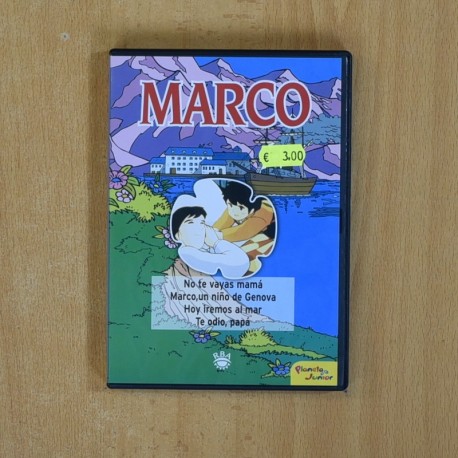 MARCO
€ 3.00
No te vayas mamá
Marco,un niño de Genova
Hoy iremos al mar
Te odio, papá
RBA
Planeta
Junior